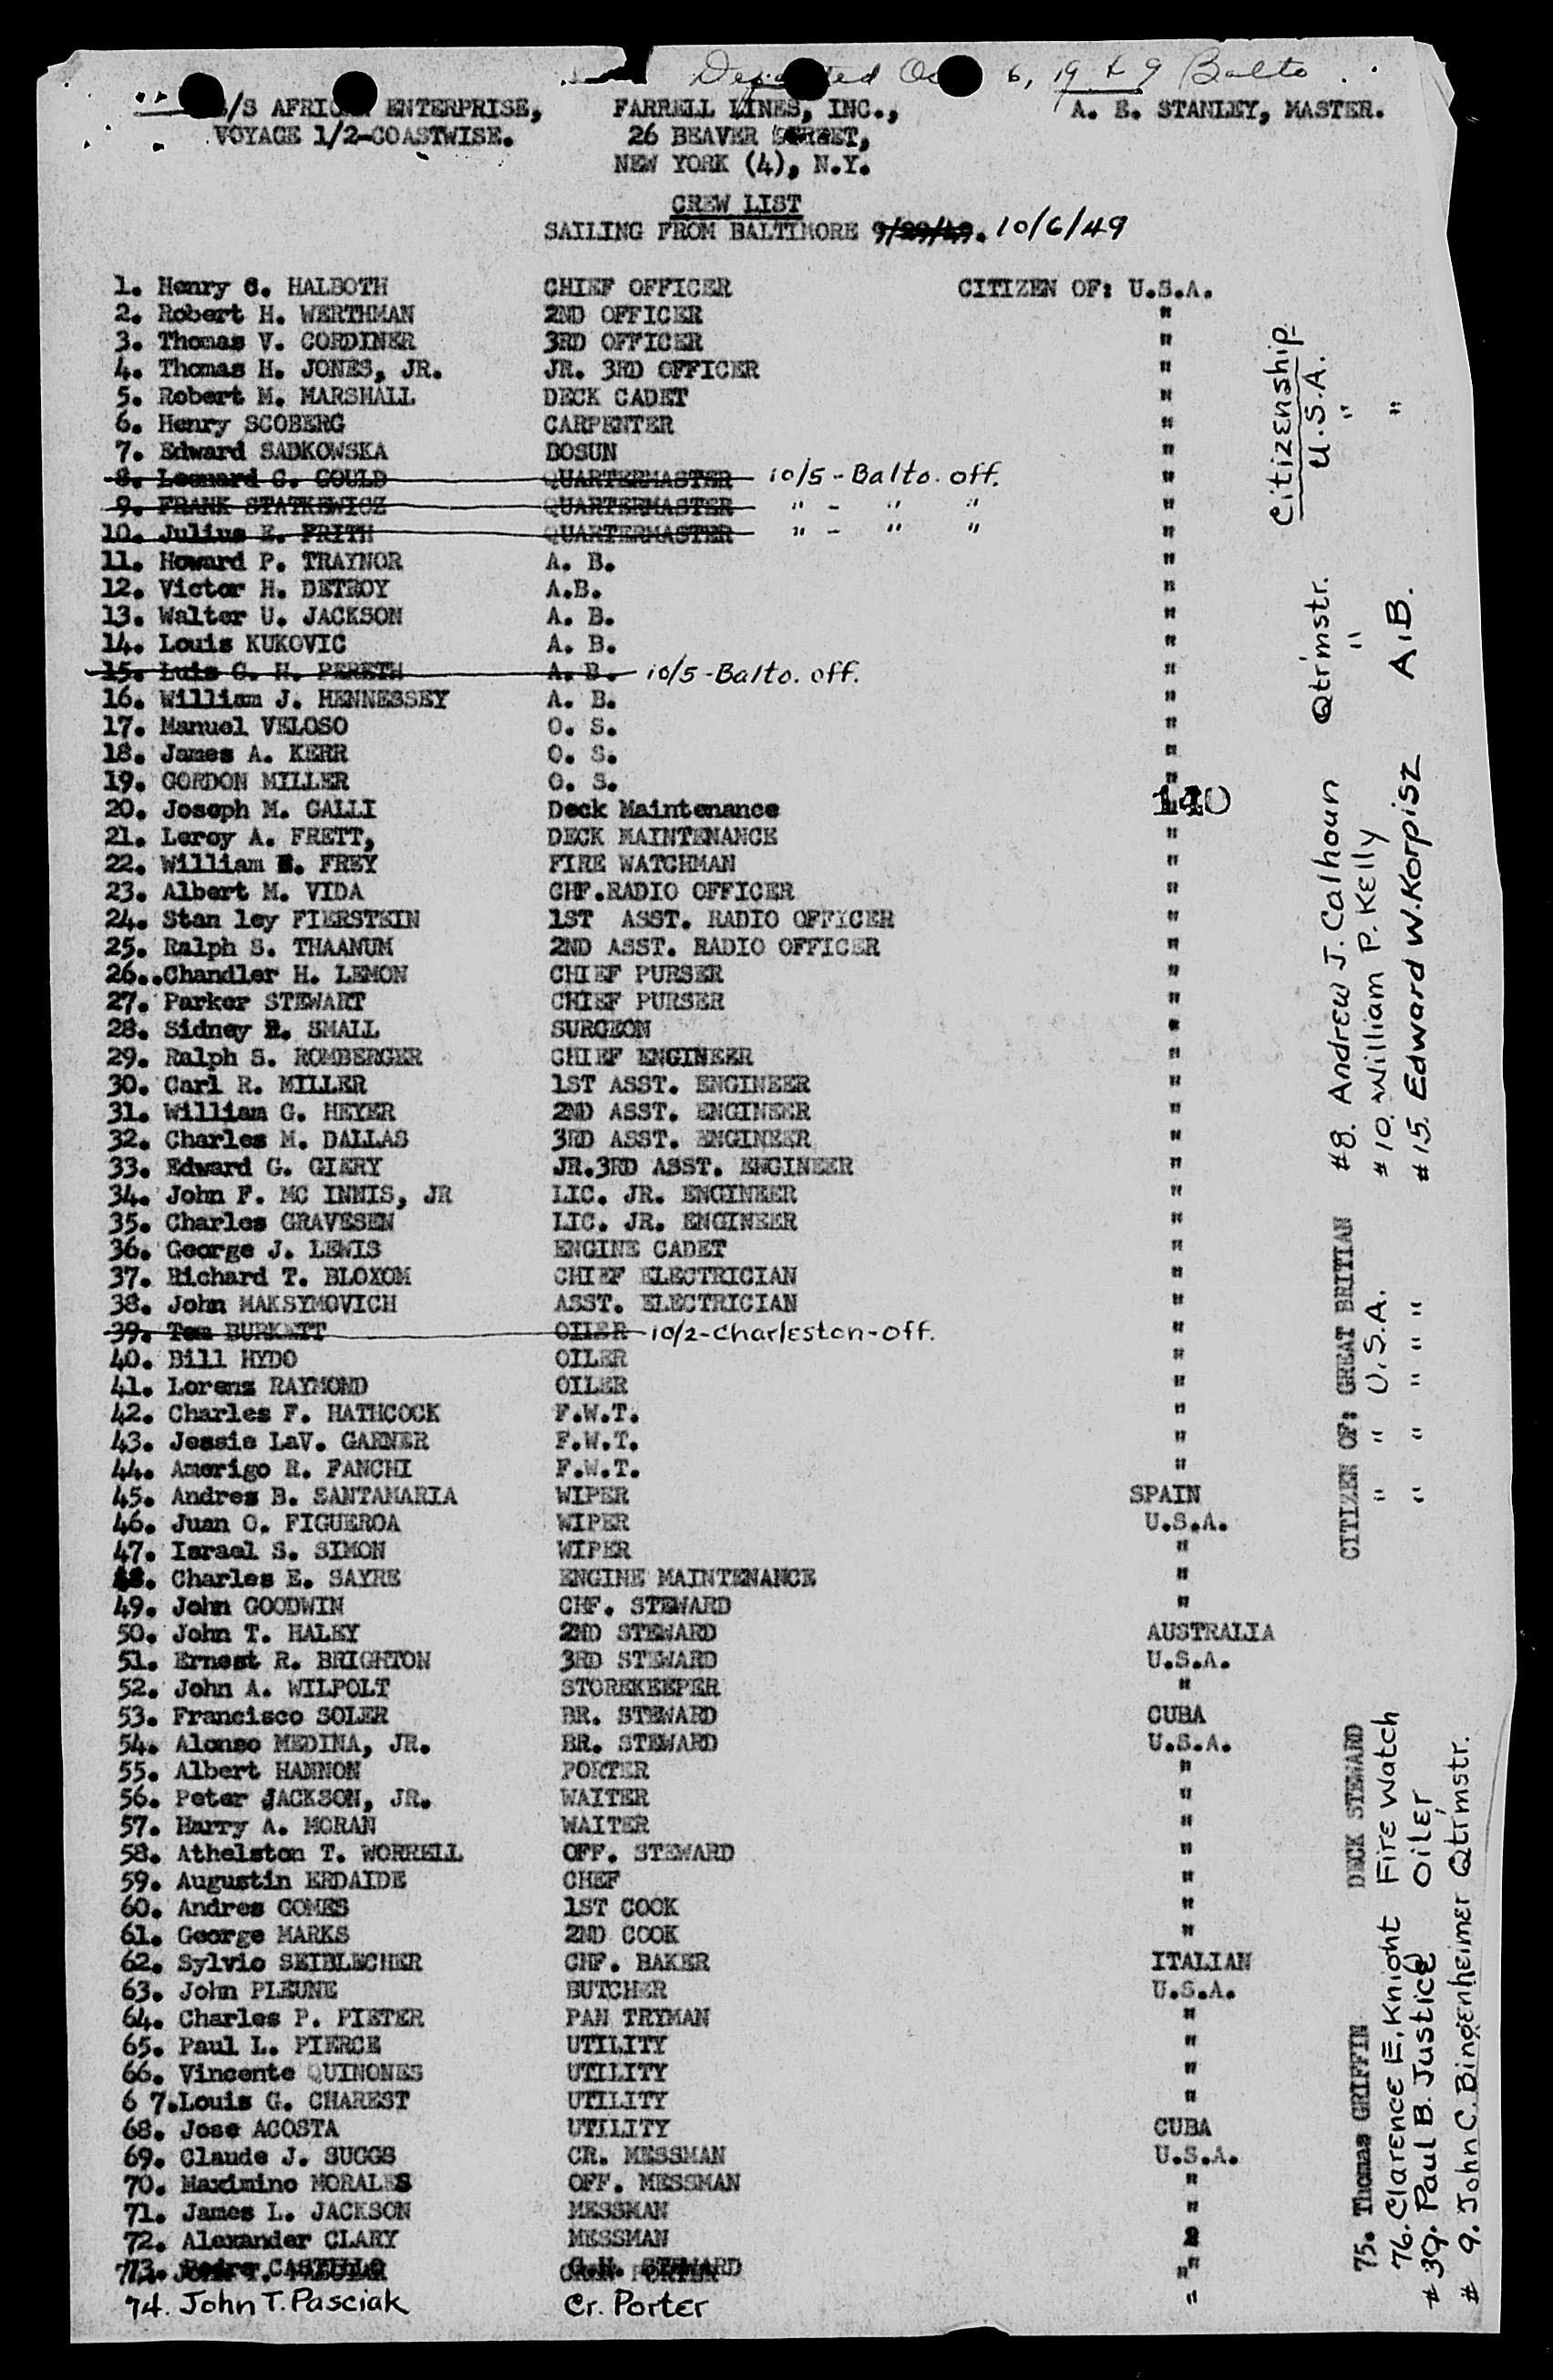 Departed Oct 6, 1949 Balto
S/S AFRICAN ENTERPRISE, FARRELL LINES, INC., A. E. STANLEY, MASTER.
VOYAGE 1/2-COASTWISE. 26 BEAVER STREET,
NEW YORK (4), N.Y.
CREW LIST
SAILING FROM BALTIMORE 9/29/49. 10/6/49
1. Henry S. HALBOTH CHIEF OFFICER CITIZEN OF: U.S.A.
2. Robert H. WERTHMAN 2ND OFFICER "
3. Thomas V. CORDINER 3RD OFFICER "
4. Thomas H. JONES, JR. JR. 3RD OFFICER "
5. Robert M. MARSHALL DECK CADET "
6. Henry SCOBERG CARPENTER "
7. Edward SADKOWSKA BOSUN "
8. Leonard C. GOULD QUARTERMASTER 10/5 - Balto. off. "
9. FRANK STATKEWICZ QUARTERMASTER " - " " "
10. Julius E. FRITH QUARTERMASTER " - " " "
11. Howard P. TRAYNOR A. B. "
12. Victor H. DETROY A.B. "
13. Walter U. JACKSON A. B. "
14. Louis KUKOVIC A. B. "
15. Luis C. H. PERETH A. B. 10/5 - Balto. off. "
16. William J. HENNESSEY A. B. "
17. Manuel VELOSO O. S. "
18. James A. KERR O. S. "
19. GORDON MILLER O. S. "
20. Joseph M. GALLI Deck Maintenance 140
21. Leroy A. FRETT, DECK MAINTENANCE "
22. William FREY FIRE WATCHMAN "
23. Albert M. VIDA CHF.RADIO OFFICER "
24. Stan ley FIERSTEIN 1ST ASST. RADIO OFFICER "
25. Ralph S. THAANUM 2ND ASST. RADIO OFFICER "
26..Chandler H. LEMON CHIEF PURSER "
27. Parker STEWART CHIEF PURSER "
28. Sidney R. SMALL SURGEON "
29. Ralph S. ROMBERGER CHIEF ENGINEER "
30. Carl R. MILLER 1ST ASST. ENGINEER "
31. William G. HEYER 2ND ASST. ENGINEER "
32. Charles M. DALLAS 3RD ASST. ENGINEER "
33. Edward G. GIERY JR.3RD ASST. ENGINEER "
34. John F. MC INNIS, JR LIC. JR. ENGINEER "
35. Charles GRAVESEN LIC. JR. ENGINEER "
36. George J. LEWIS ENGINE CADET "
37. Richard T. BLOXOM CHIEF ELECTRICIAN "
38. John MAKSYMOVICH ASST. ELECTRICIAN "
39. Tom BURKETT OILER - 10/2-Charleston-off. "
40. Bill HYDO OILER "
41. Lorenz RAYMOND OILER "
42. Charles F. HATHCOCK F.W.T. "
43. Jessie LaV. GARNER F.W.T. "
44. Amerigo R. FANCHI F.W.T. "
45. Andres B. SANTAMARIA WIPER SPAIN
46. Juan O. FIGUEROA WIPER U.S.A.
47. Israel S. SIMON WIPER "
48. Charles E. SAYRE ENGINE MAINTENANCE "
49. John GOODWIN CHF. STEWARD "
50. John T. HALEY 2ND STEWARD AUSTRALIA
51. Ernest R. BRIGHTON 3RD STEWARD U.S.A.
52. John A. WILPOLT STOREKEEPER "
53. Francisco SOLER BR. STEWARD CUBA
54. Alonso MEDINA, JR. BR. STEWARD U.S.A.
55. Albert HANNON PORTER "
56. Peter JACKSON, JR. WAITER "
57. Harry A. MORAN WAITER "
58. Athelston T. WORRELL OFF. STEWARD "
59. Augustin ERDAIDE CHEF "
60. Andres GOMES 1ST COOK "
61. George MARKS 2ND COOK "
62. Sylvio SEIBLECHER CHF. BAKER ITALIAN
63. John PLEUNE BUTCHER U.S.A.
64. Charles P. PIETER PAN TRYMAN "
65. Paul L. PIERCE UTILITY "
66. Vincente QUINONES UTILITY "
6 7.Louis G. CHAREST UTILITY "
68. Jose ACOSTA UTILITY CUBA
69. Claude J. SUGGS CR. MESSMAN U.S.A.
70. Maximino MORALES OFF. MESSMAN "
71. James L. JACKSON MESSMAN "
72. Alexander CLARY MESSMAN "
73. Pedro CASTILLO STEWARD "
74. John T. Pasciak Cr. Porter "
Citizenship
#8. Andrew J. Calhoun Qtr'mstr. U.S.A.
#10. William P. Kelly " "
#15. Edward W. Korpisz A.B. "
75. Thomas GRIFFIN DECK STEWARD CITIZEN OF: GREAT BRITIAN
76. Clarence E. Knight Fire Watch " " U.S.A.
#39. Paul B. Justice Oiler " " " "
# 9. John C. Bingenheimer Qtr'mstr.